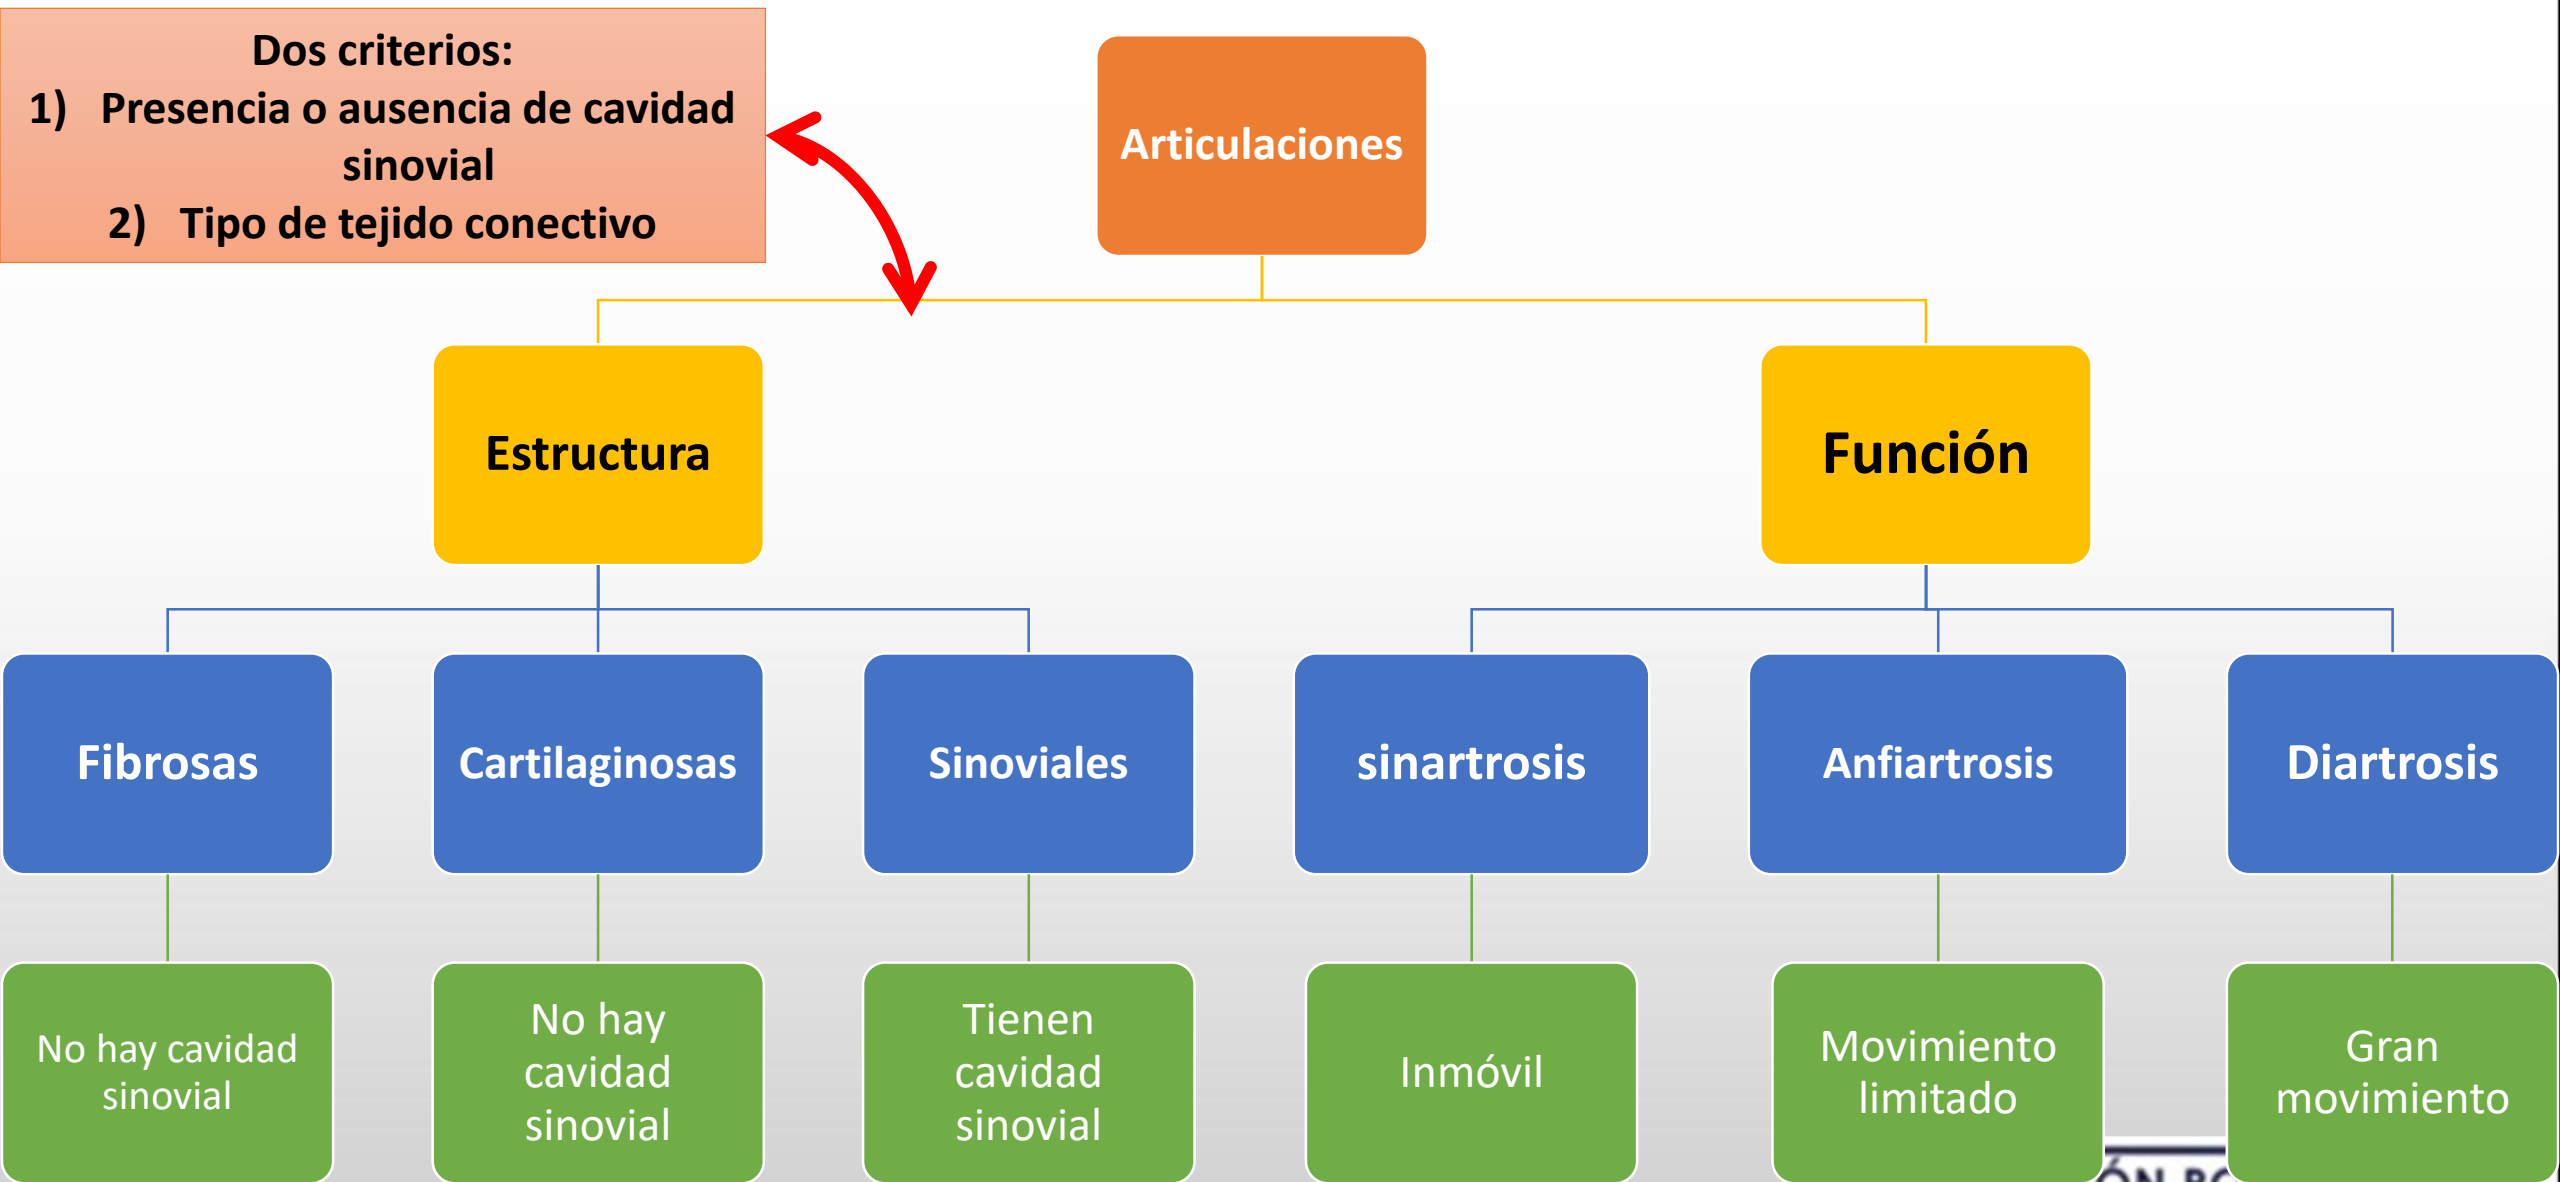 Dos criterios:
1) Presencia o ausencia de cavidad
sinovial
2) Tipo de tejido conectivo
Articulaciones
Estructura
Función
Fibrosas
Cartilaginosas
Sinoviales
sinartrosis
Anfiartrosis
Diartrosis
No hay cavidad
sinovial
No hay
cavidad
sinovial
Tienen
cavidad
sinovial
Inmóvil
Movimiento
limitado
Gran
movimiento